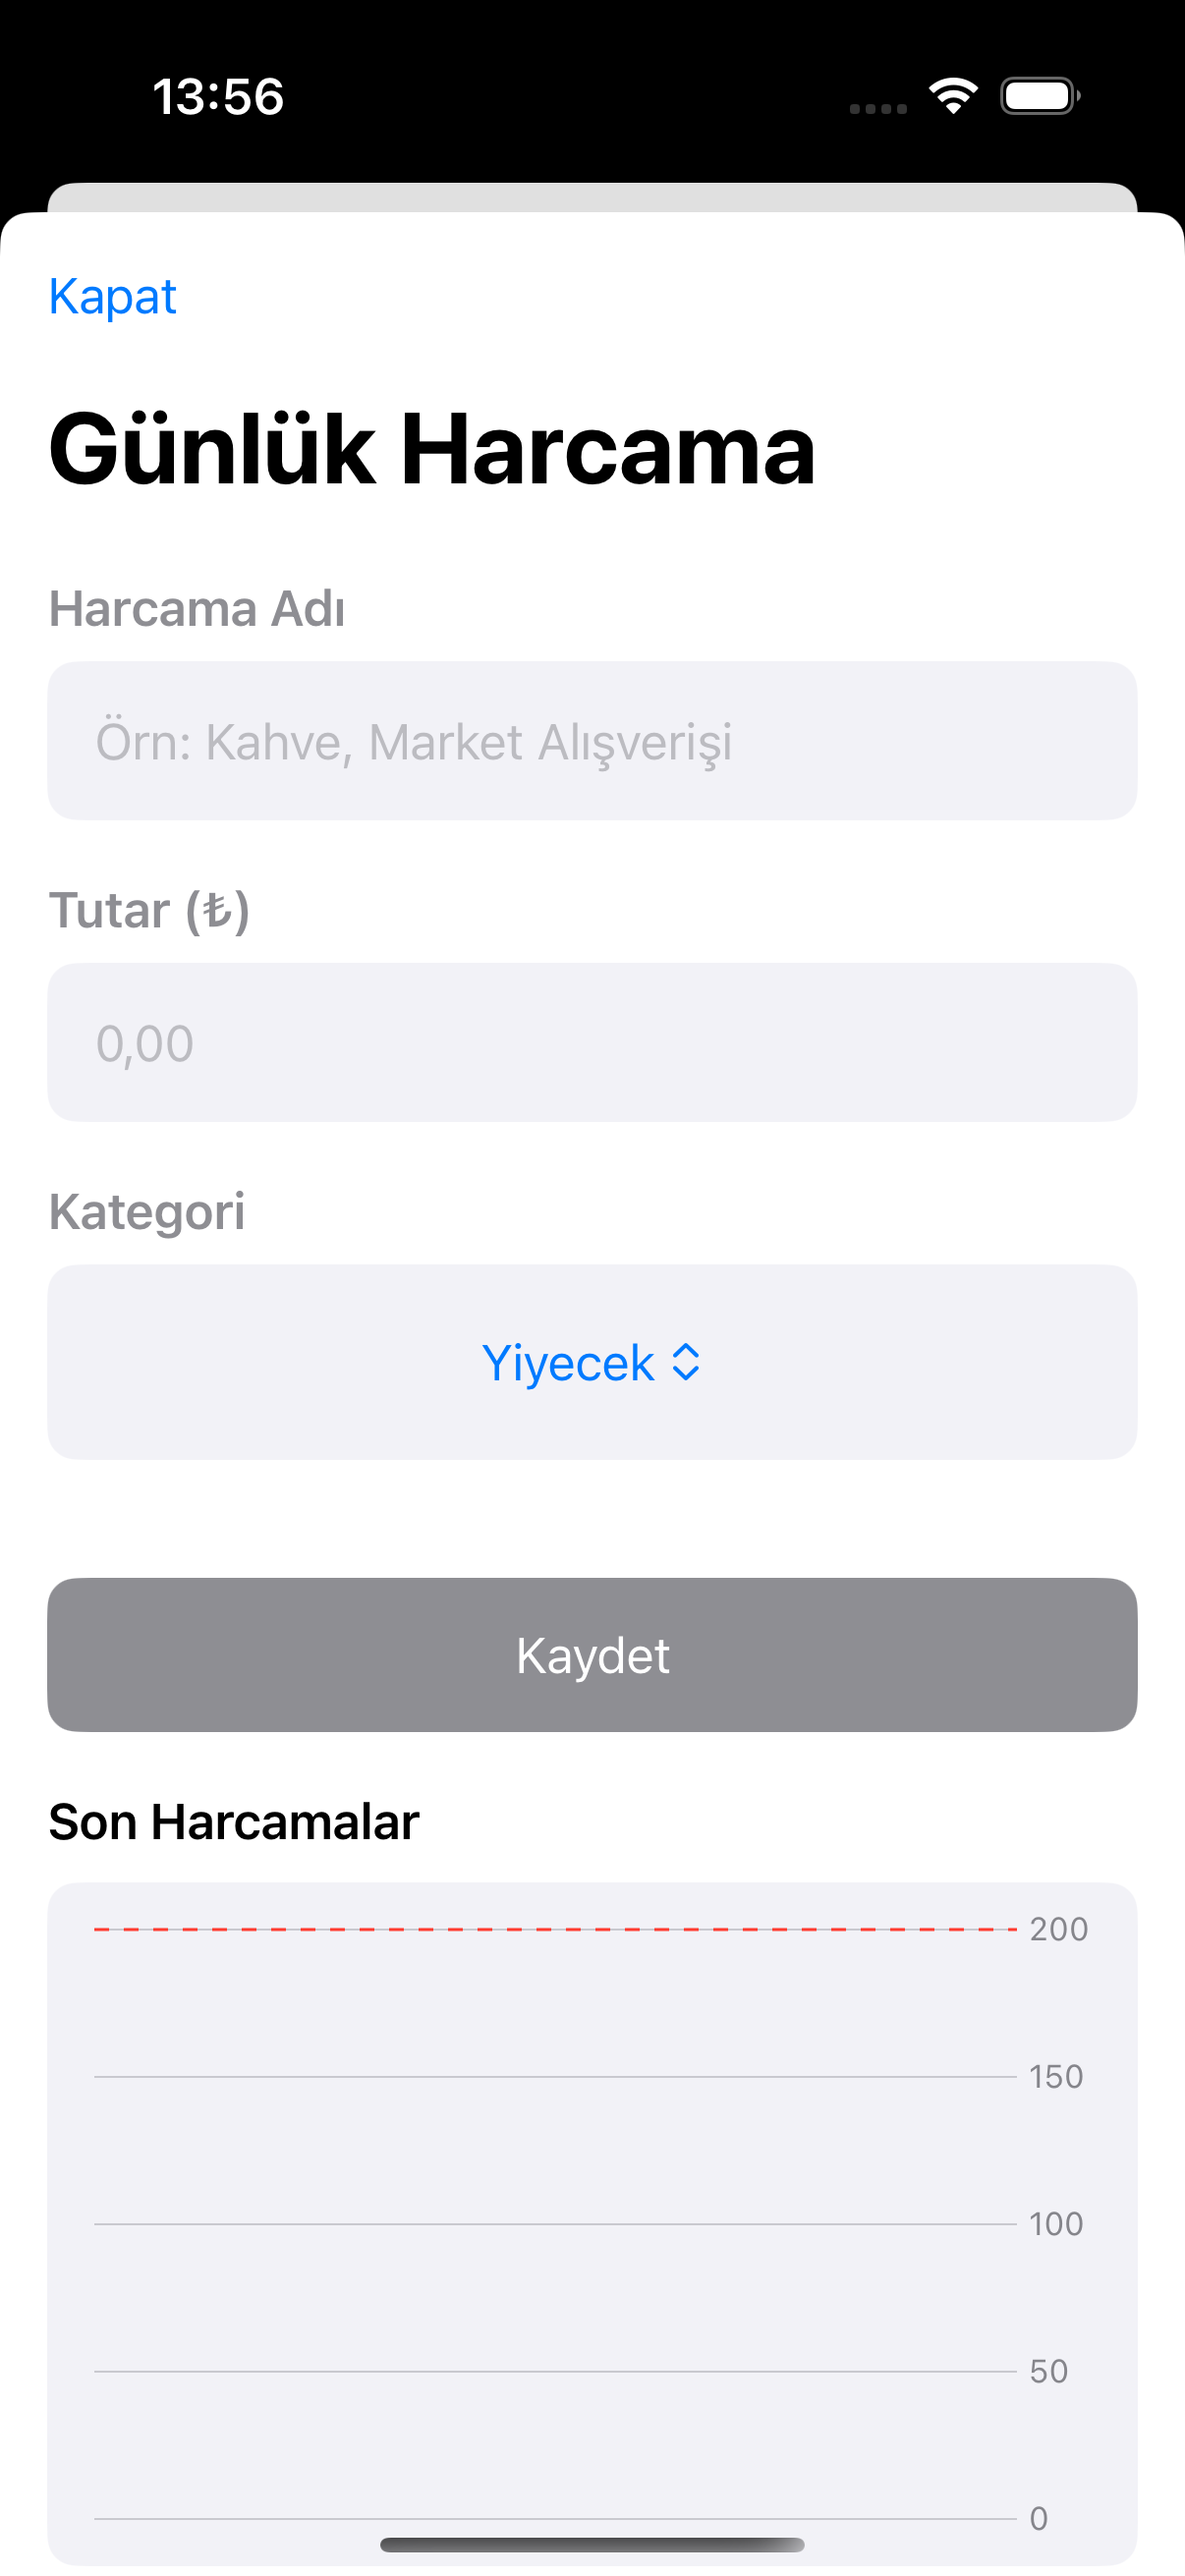 13:56
Kapat
Günlük Harcama
Harcama Adı
Örn: Kahve, Market Alışverişi
Tutar (₺)
0,00
Kategori
Yiyecek
Kaydet
Son Harcamalar
200
150
100
50
0